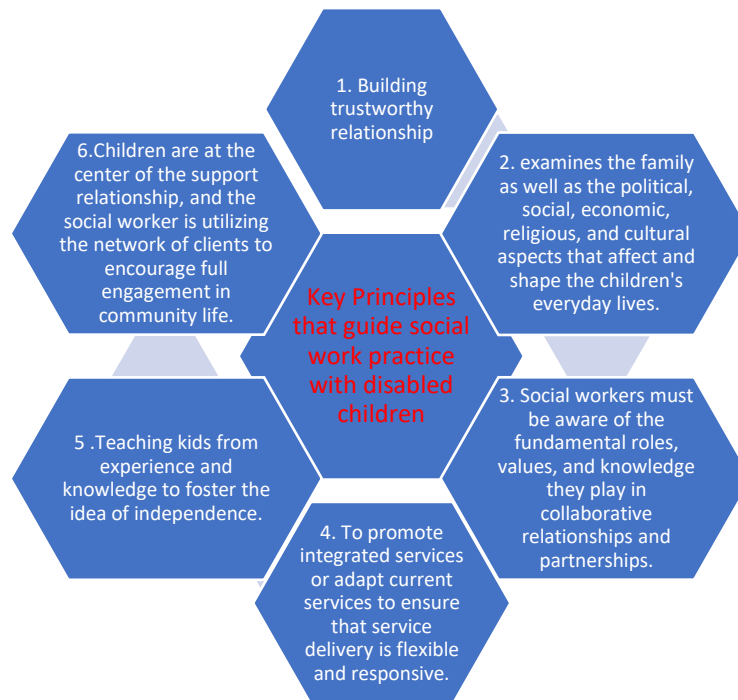 1. Building
trustworthy
relationship
2. examines the family
as well as the political,
social, economic,
religious, and cultural
aspects that affect and
shape the children's
everyday lives.
3. Social workers must
be aware of the
fundamental roles,
values, and knowledge
they play in
collaborative
relationships and
partnerships.
4. To promote
integrated services
or adapt current
services to ensure
that service
delivery is flexible
and responsive.
5 .Teaching kids from
experience and
knowledge to foster the
idea of independence.
6.Children are at the
center of the support
relationship, and the
social worker is utilizing
the network of clients to
encourage full
engagement in
community life.
Key Principles
that guide social
work practice
with disabled
children